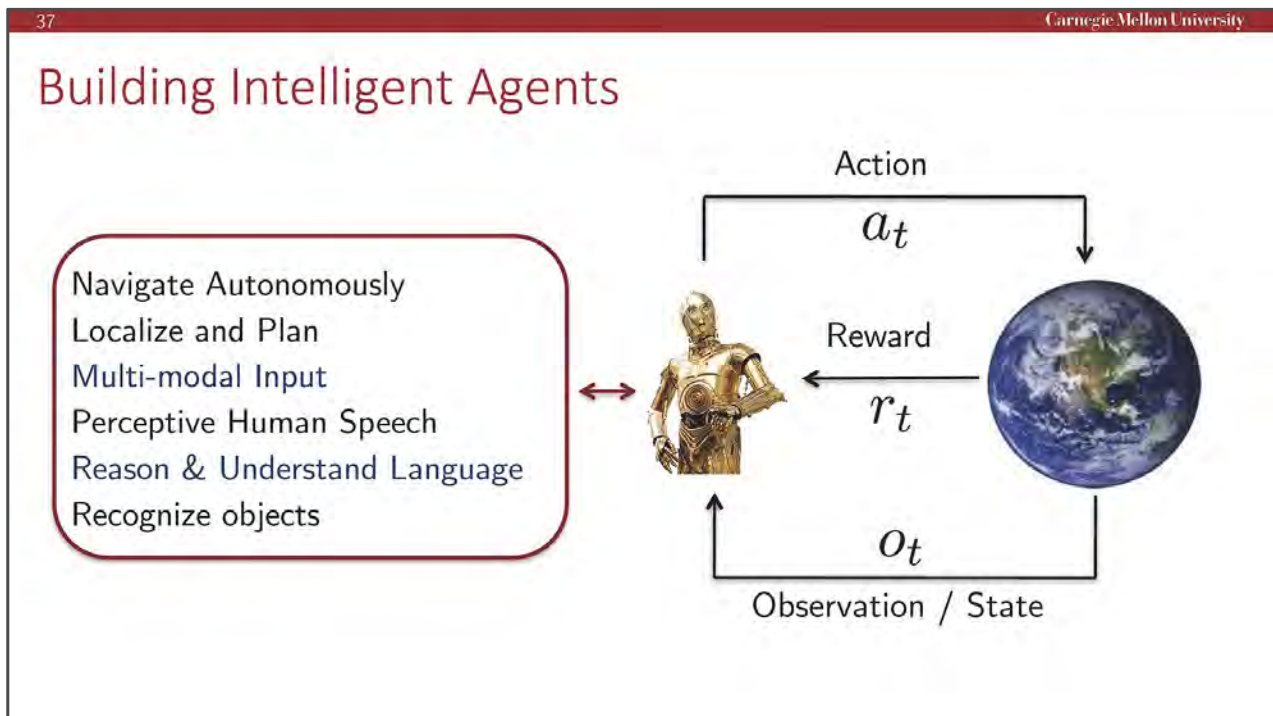 37
Carnegie Mellon University
Building Intelligent Agents
Navigate Autonomously
Localize and Plan
Multi-modal Input
Perceptive Human Speech
Reason & Understand Language
Recognize objects
Action
a_t
Reward
r_t
o_t
Observation / State